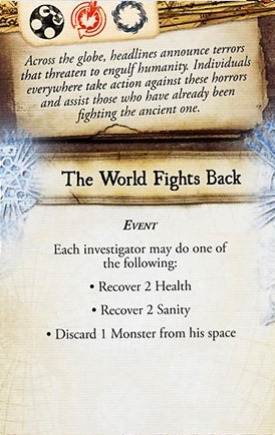 Across the globe, headlines announce terrors
that threaten to engulf humanity. Individuals
everywhere take action against these horrors
and assist those who have already been
fighting the ancient one.
The World Fights Back
EVENT
Each investigator may do one of
the following:
• Recover 2 Health
• Recover 2 Sanity
• Discard 1 Monster from his space